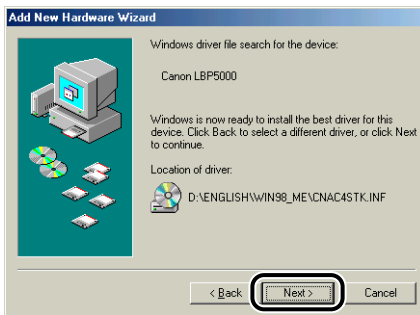 Add New Hardware Wizard
Windows driver file search for the device:
Canon LBP5000
Windows is now ready to install the best driver for this
device. Click Back to select a different driver, or click Next
to continue.
Location of driver:
D:\ENGLISH\WIN98_ME\CNAC4STK.INF
< Back
Next >
Cancel